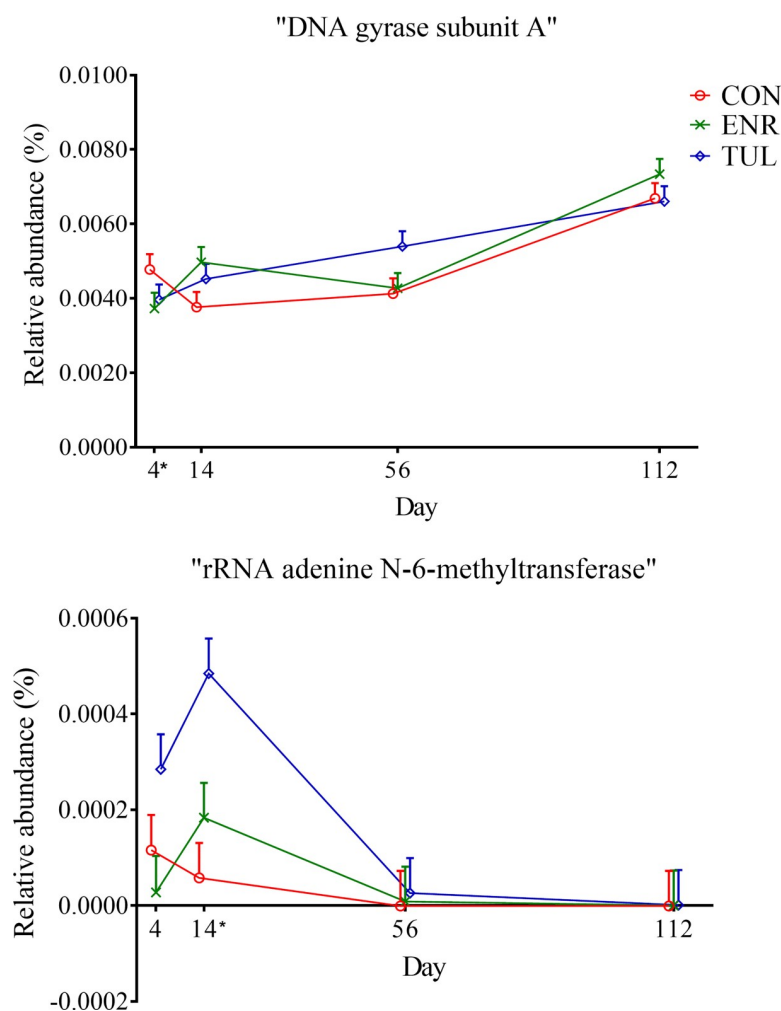 "DNA gyrase subunit A"
0.0100
0.0080
0.0060
0.0040
0.0020
0.0000
Relative abundance (%)
CON
ENR
TUL
4* 14 56 112
Day
"rRNA adenine N-6-methyltransferase"
0.0006
0.0004
0.0002
0.0000
-0.0002
Relative abundance (%)
4 14* 56 112
Day